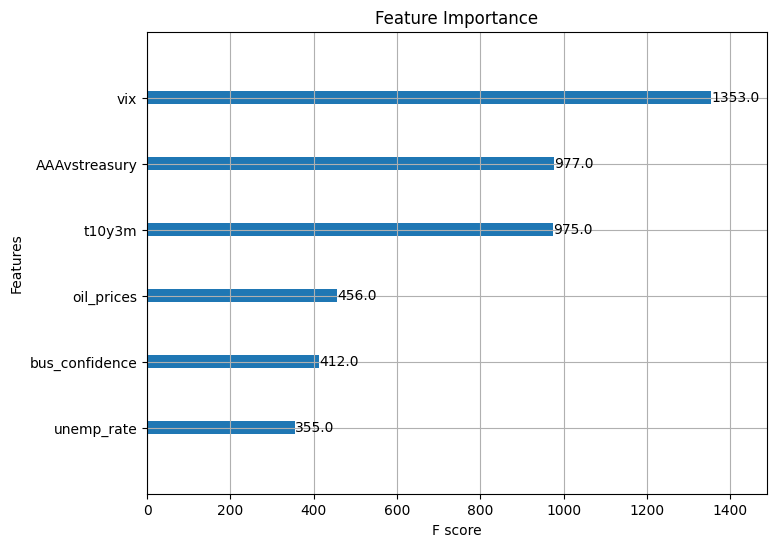 Feature Importance
Features
vix
1353.0
AAAvstreasury
977.0
t10y3m
975.0
oil_prices
456.0
bus_confidence
412.0
unemp_rate
355.0
0 200 400 600 800 1000 1200 1400
F score